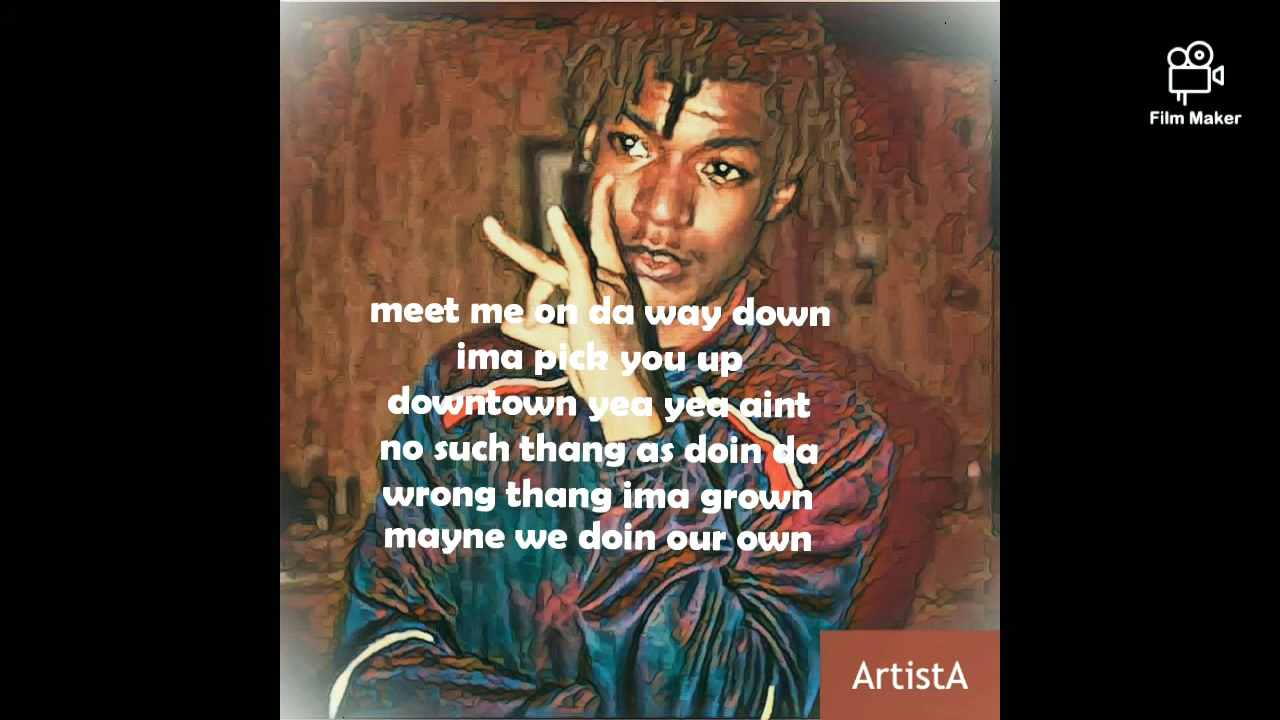 Film Maker
meet me on da way down
ima pick you up
downtown yea yea aint
no such thang as doin da
wrong thang ima grown
mayne we doin our own
ArtistA